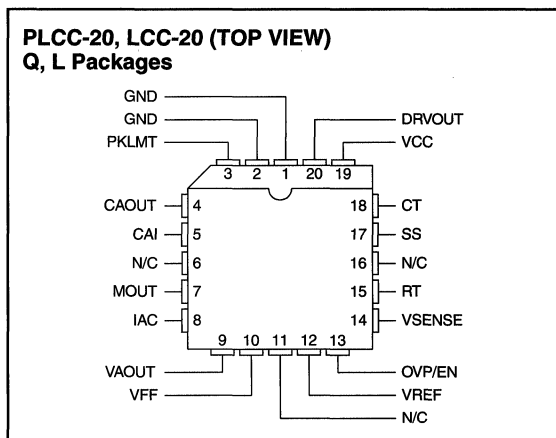 PLCC-20, LCC-20 (TOP VIEW)
Q, L Packages
GND
GND
DRVOUT
PKLMT
VCC
3 2 1 20 19
CAOUT 4
18 CT
CAI 5
17 SS
N/C 6
16 N/C
MOUT 7
15 RT
IAC 8
14 VSENSE
9 10 11 12 13
VAOUT
OVP/EN
VFF
VREF
N/C